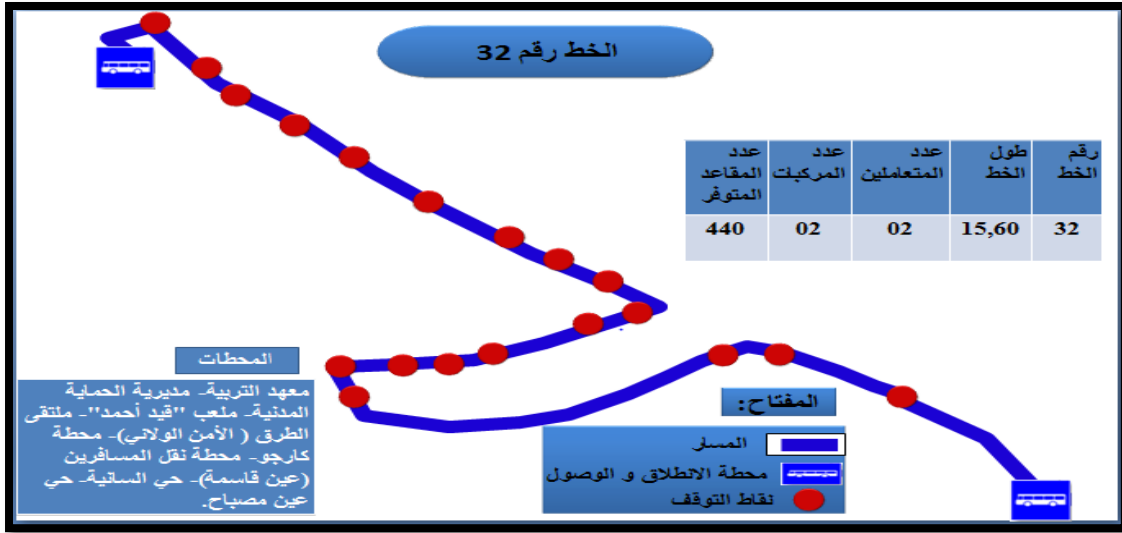 الخط رقم 32
رقم الخط
طول الخط
عدد المتعاملين
عدد المركبات
عدد المقاعد المتوفر
32
15,60
02
02
440
المحطات
معهد التربية- مديرية الحماية
المدنية- ملعب "قيد أحمد"- ملتقى
الطرق ( الأمن الولائي)- محطة
كارجو- محطة نقل المسافرين
(عين قاسمة)- حي السانية- حي
عين مصباح.
المفتاح:
المسار
محطة الانطلاق و الوصول
نقاط التوقف